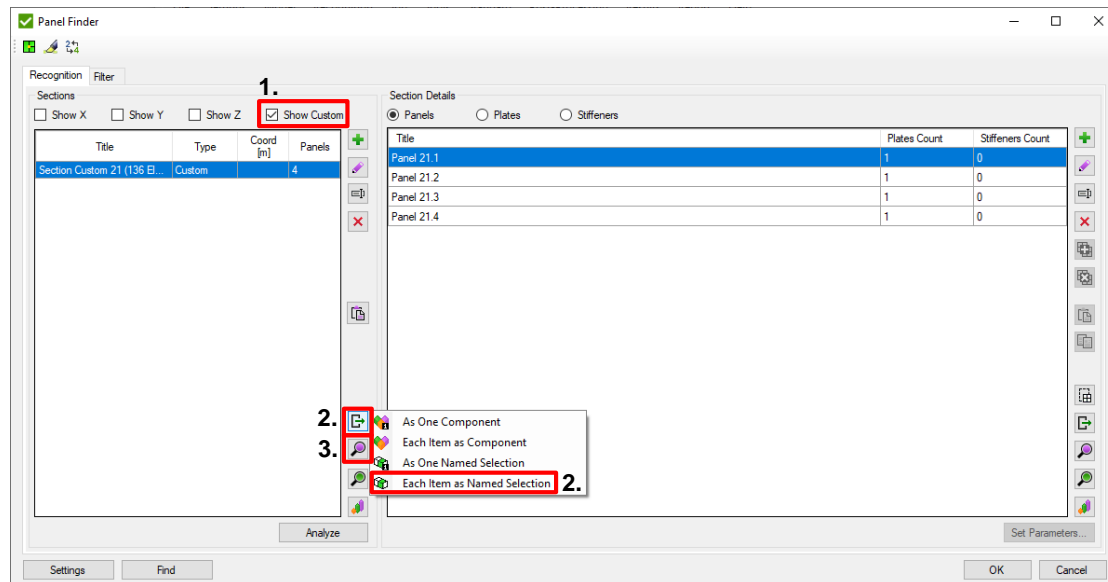 Panel Finder
Recognition Filter
1.
Sections
Show X Show Y Show Z Show Custom
Title Type Coord [m] Panels
Section Custom 21 (136 El... Custom 4
Section Details
Panels Plates Stiffeners
Title Plates Count Stiffeners Count
Panel 21.1 1 0
Panel 21.2 1 0
Panel 21.3 1 0
Panel 21.4 1 0
2.
As One Component
3.
Each Item as Component
As One Named Selection
Each Item as Named Selection 2.
Analyze
Set Parameters...
Settings Find OK Cancel